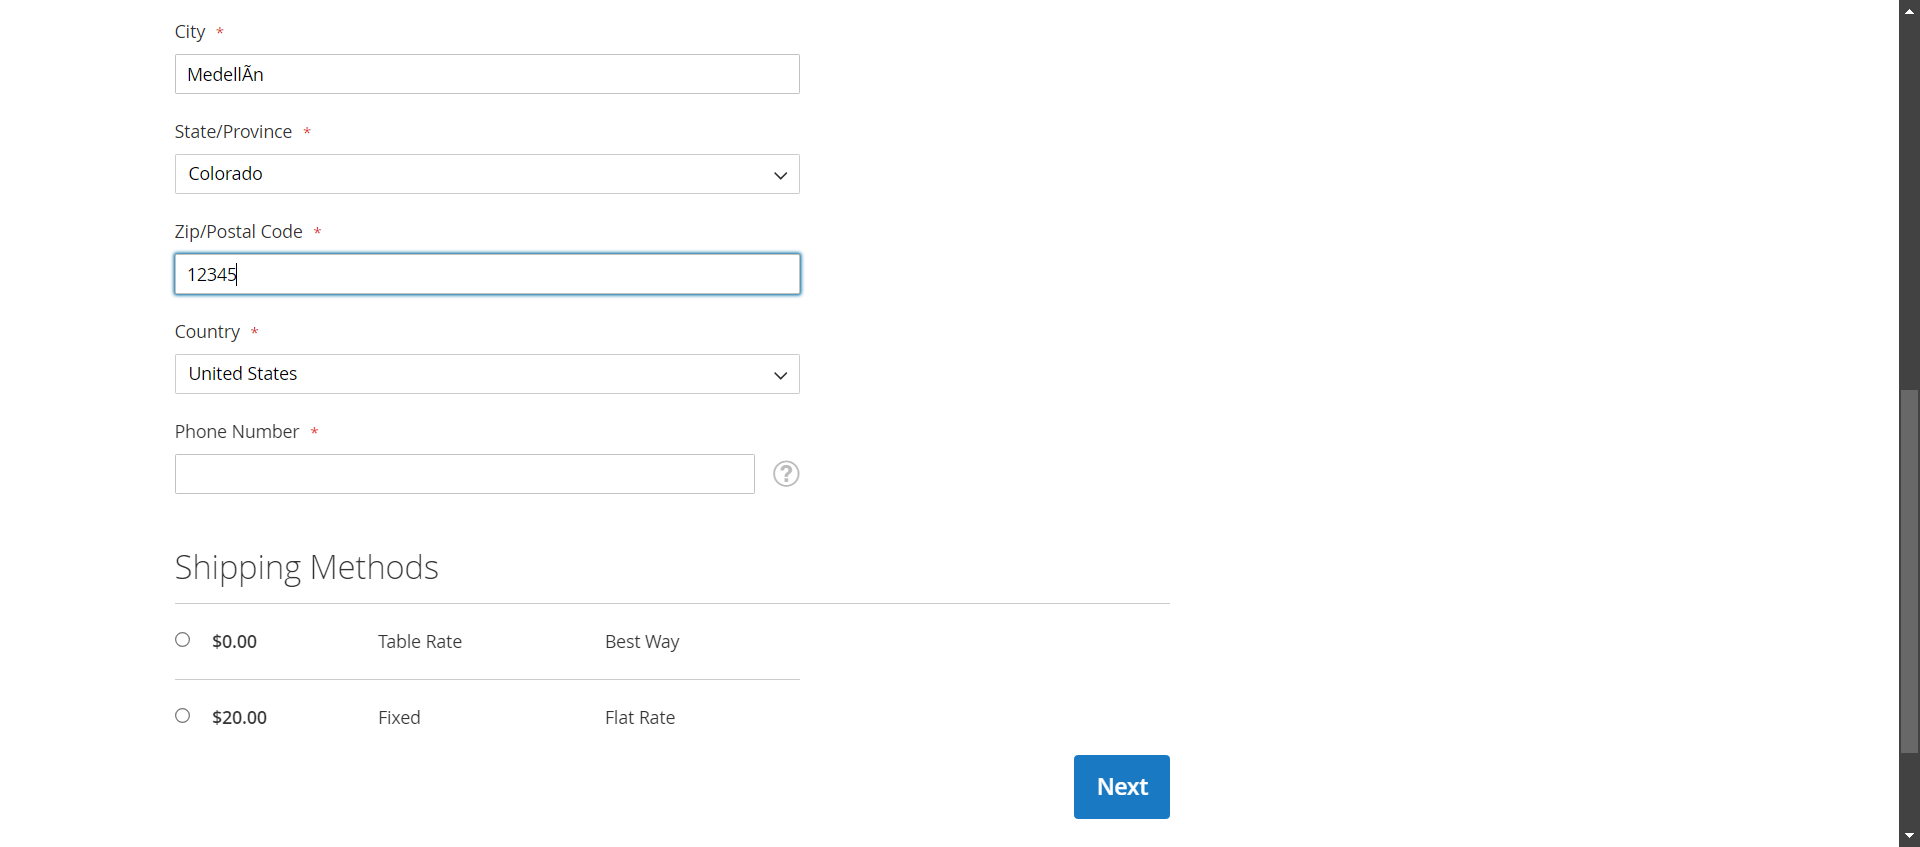 City *
MedellÃn
State/Province *
Colorado
Zip/Postal Code *
12345
Country *
United States
Phone Number *
?
Shipping Methods
$0.00 Table Rate Best Way
$20.00 Fixed Flat Rate
Next